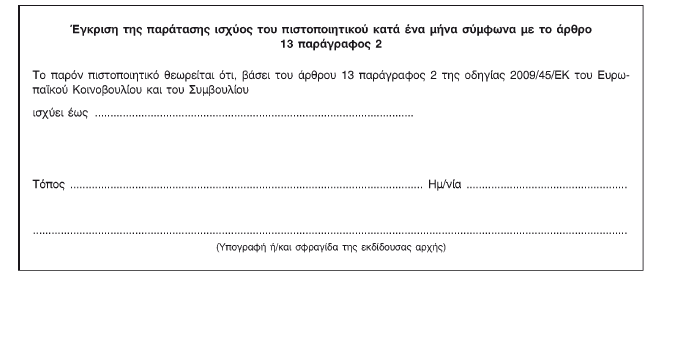 Έγκριση της παράτασης ισχύος του πιστοποιητικού κατά ένα μήνα σύμφωνα με το άρθρο
13 παράγραφος 2
Το παρόν πιστοποιητικό θεωρείται ότι, βάσει του άρθρου 13 παράγραφος 2 της οδηγίας 2009/45/ΕΚ του Ευρω-
παϊκού Κοινοβουλίου και του Συμβουλίου
ισχύει έως ......................................................................................................
Τόπος ................................................................................................................. Ημ/νία ....................................................
...............................................................................................................................................................................................
(Υπογραφή ή/και σφραγίδα της εκδίδουσας αρχής)